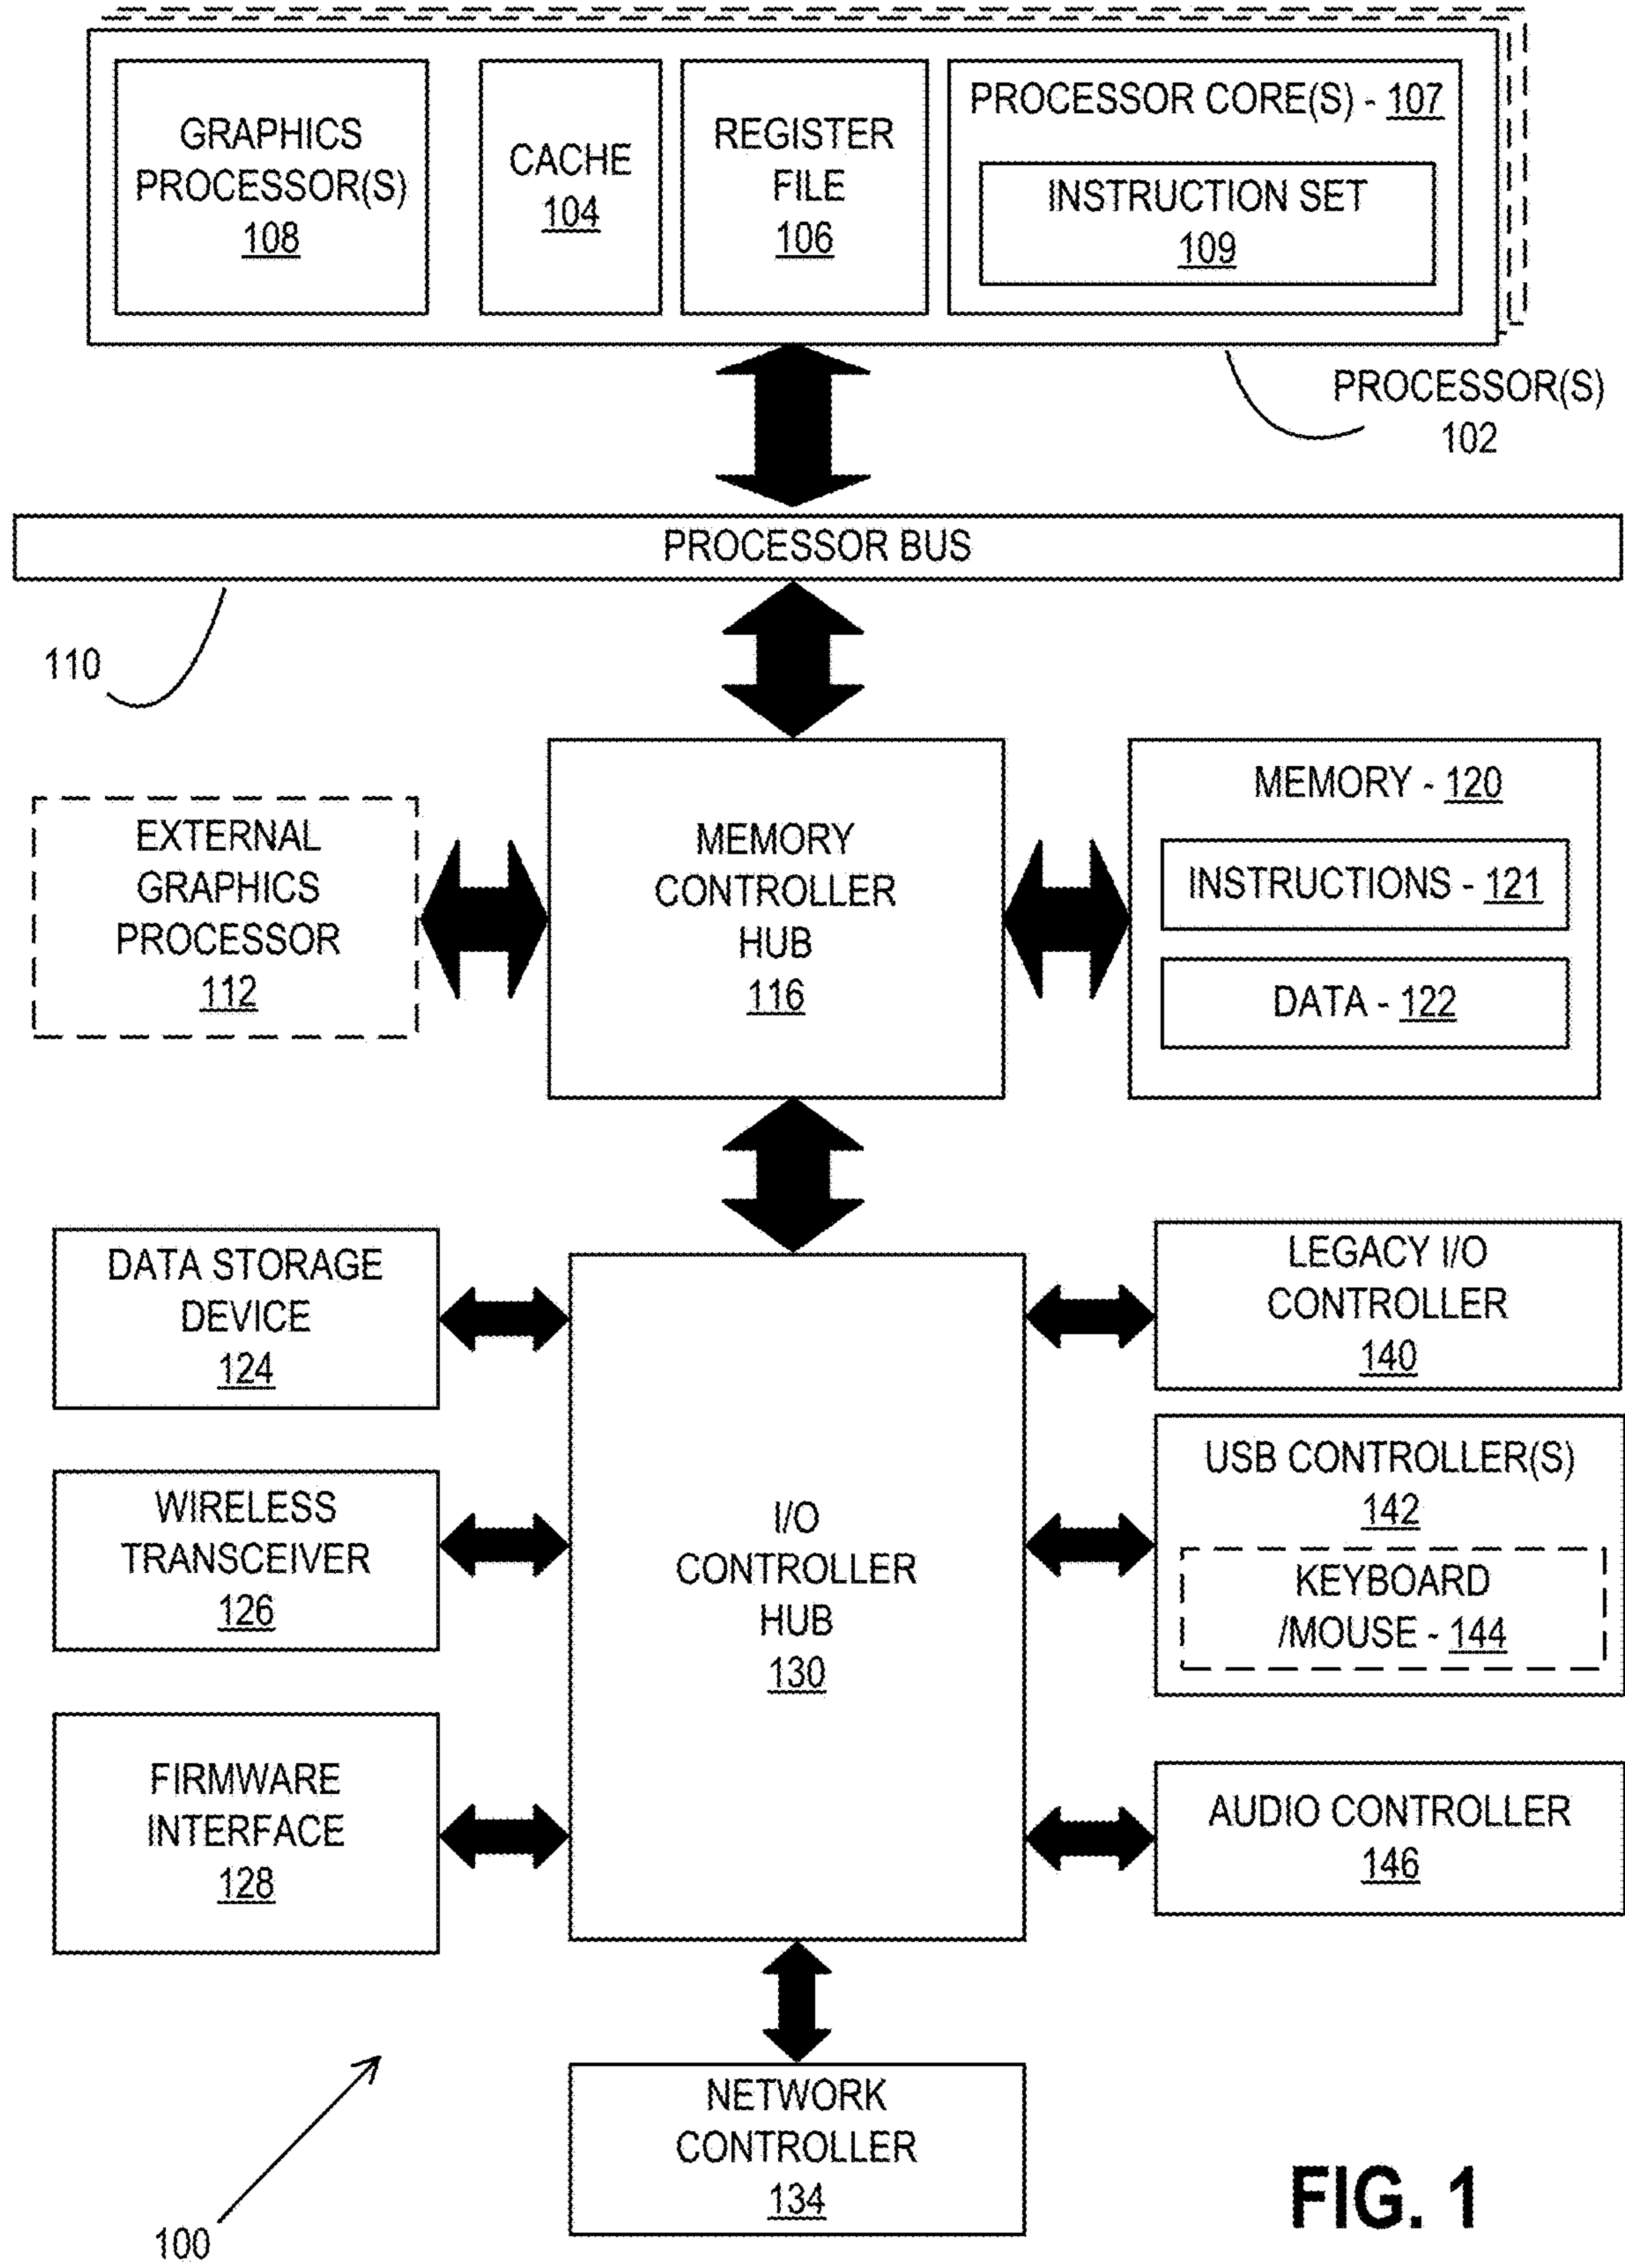 GRAPHICS
PROCESSOR(S)
108
CACHE
104
REGISTER
FILE
106
PROCESSOR CORE(S) - 107
INSTRUCTION SET
109
PROCESSOR(S)
102
PROCESSOR BUS
110
EXTERNAL
GRAPHICS
PROCESSOR
112
MEMORY
CONTROLLER
HUB
116
MEMORY - 120
INSTRUCTIONS - 121
DATA - 122
DATA STORAGE
DEVICE
124
WIRELESS
TRANSCEIVER
126
FIRMWARE
INTERFACE
128
I/O
CONTROLLER
HUB
130
LEGACY I/O
CONTROLLER
140
USB CONTROLLER(S)
142
KEYBOARD
/MOUSE - 144
AUDIO CONTROLLER
146
NETWORK
CONTROLLER
134
100
FIG. 1